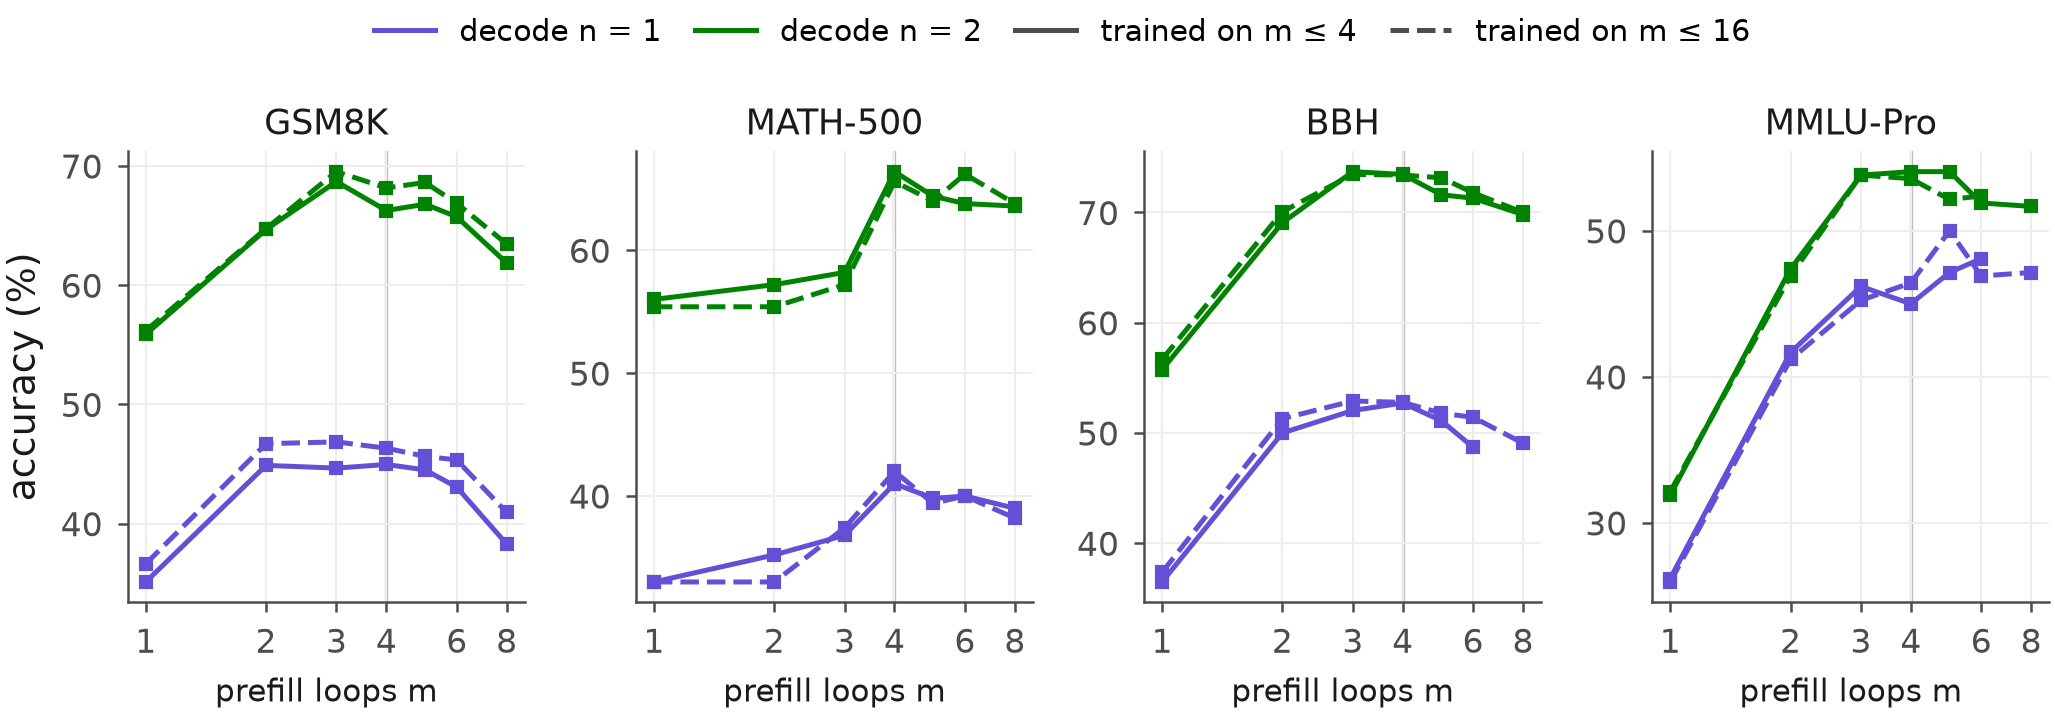 decode n = 1 decode n = 2 trained on m ≤ 4 trained on m ≤ 16
GSM8K MATH-500 BBH MMLU-Pro
accuracy (%)
70
60
50
40
1 2 3 4 6 8
prefill loops m
60
50
40
1 2 3 4 6 8
prefill loops m
70
60
50
40
1 2 3 4 6 8
prefill loops m
50
40
30
1 2 3 4 6 8
prefill loops m